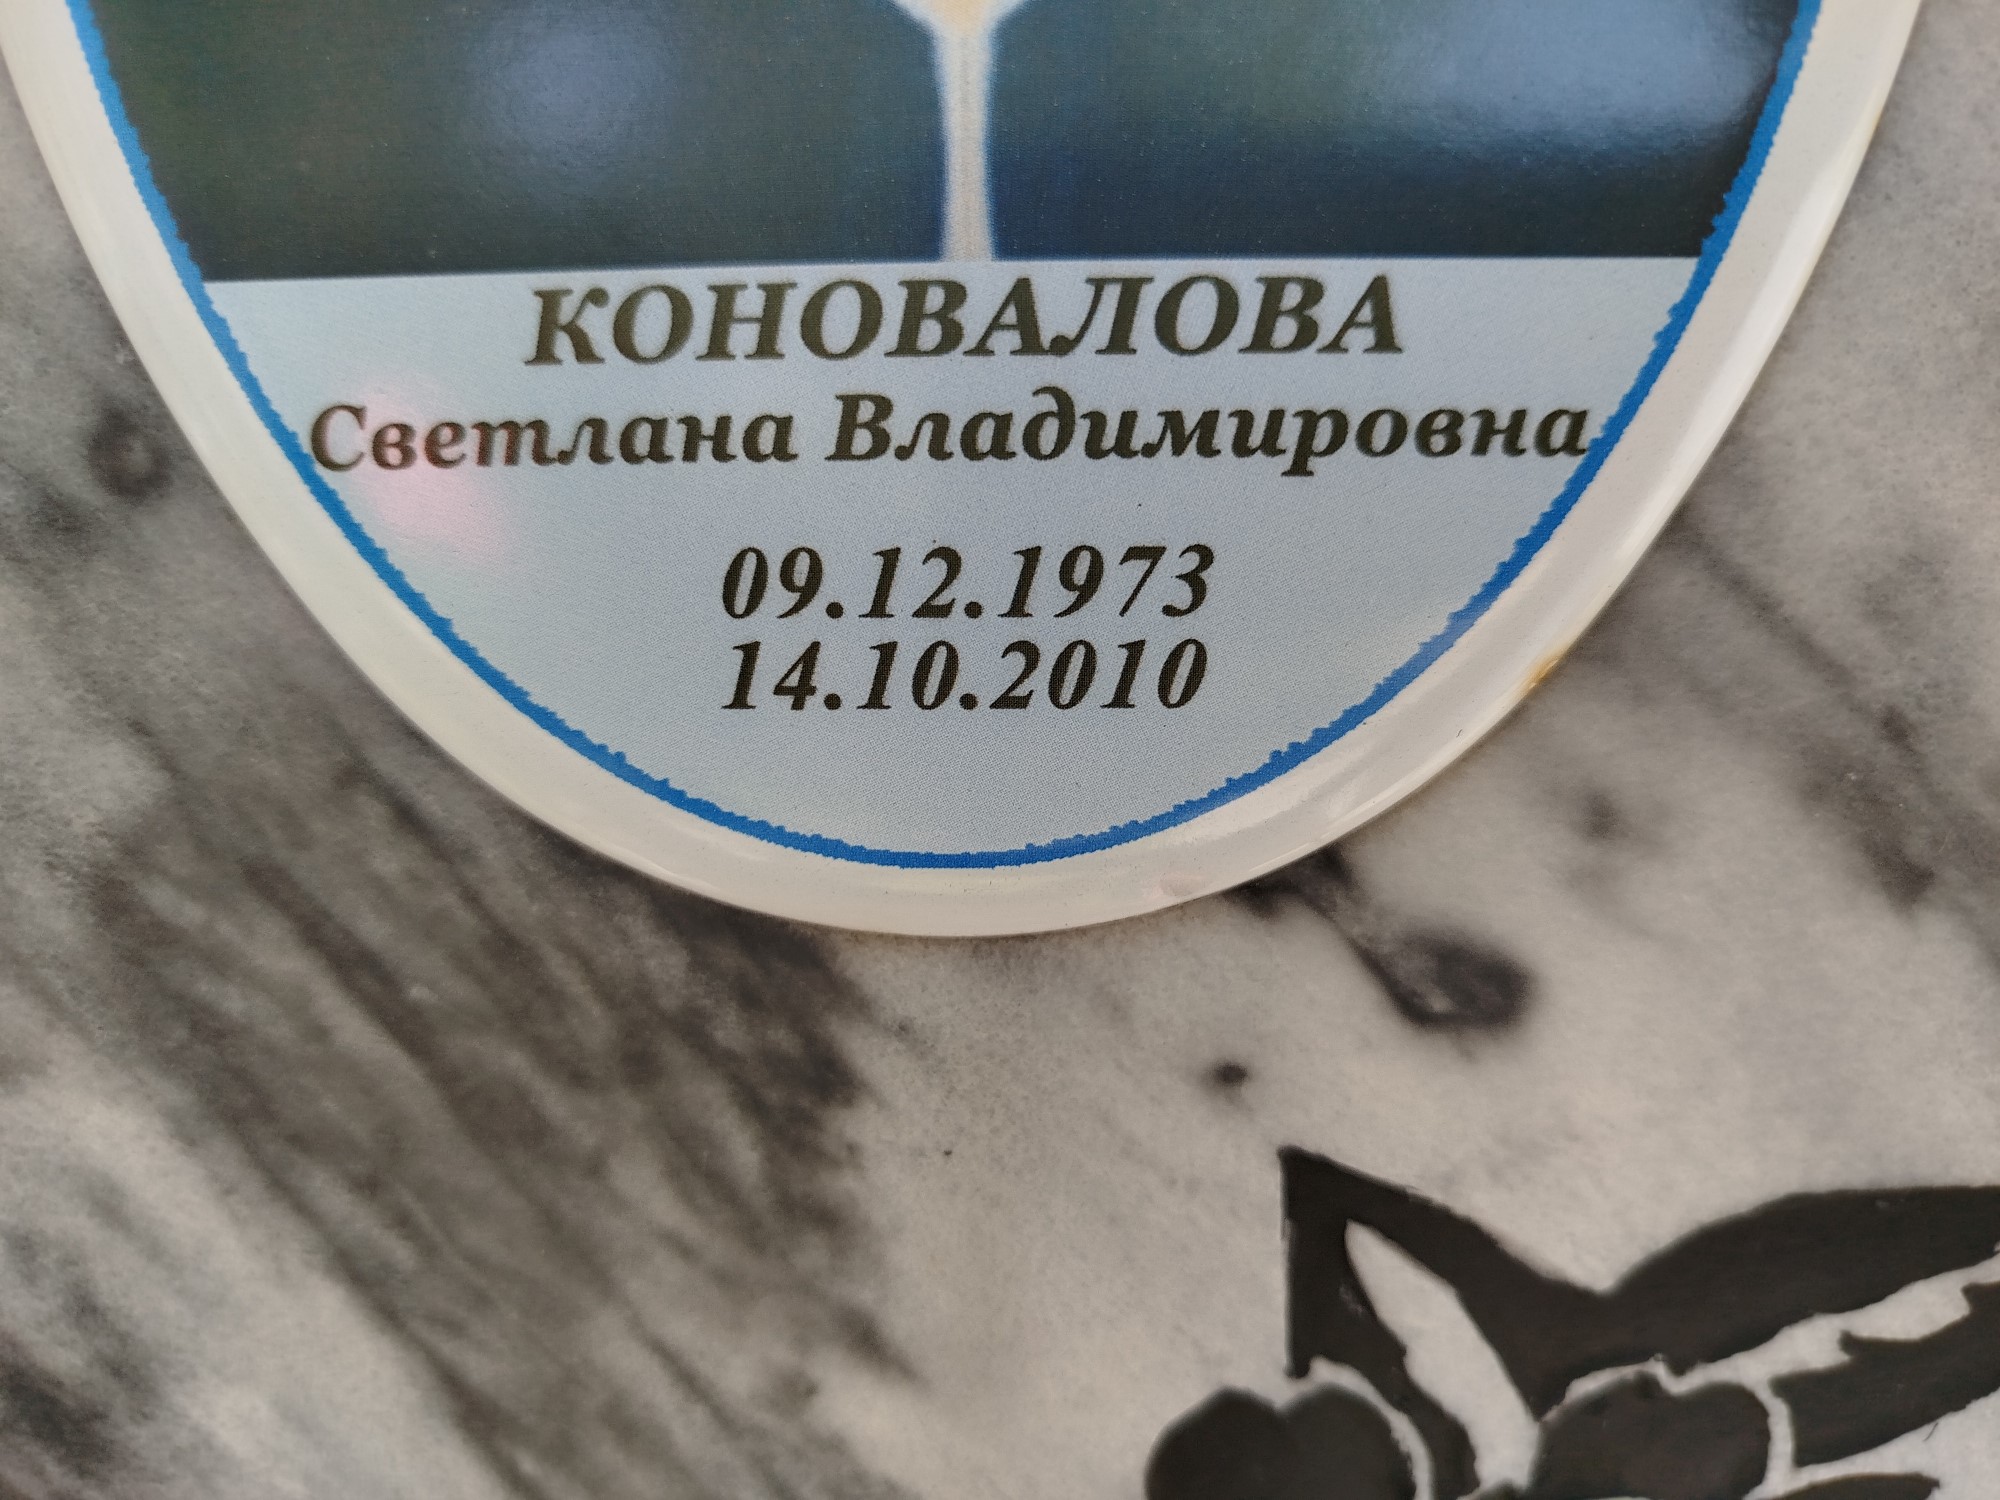 КОНОВАЛОВА
Светлана Владимировна
09.12.1973
14.10.2010